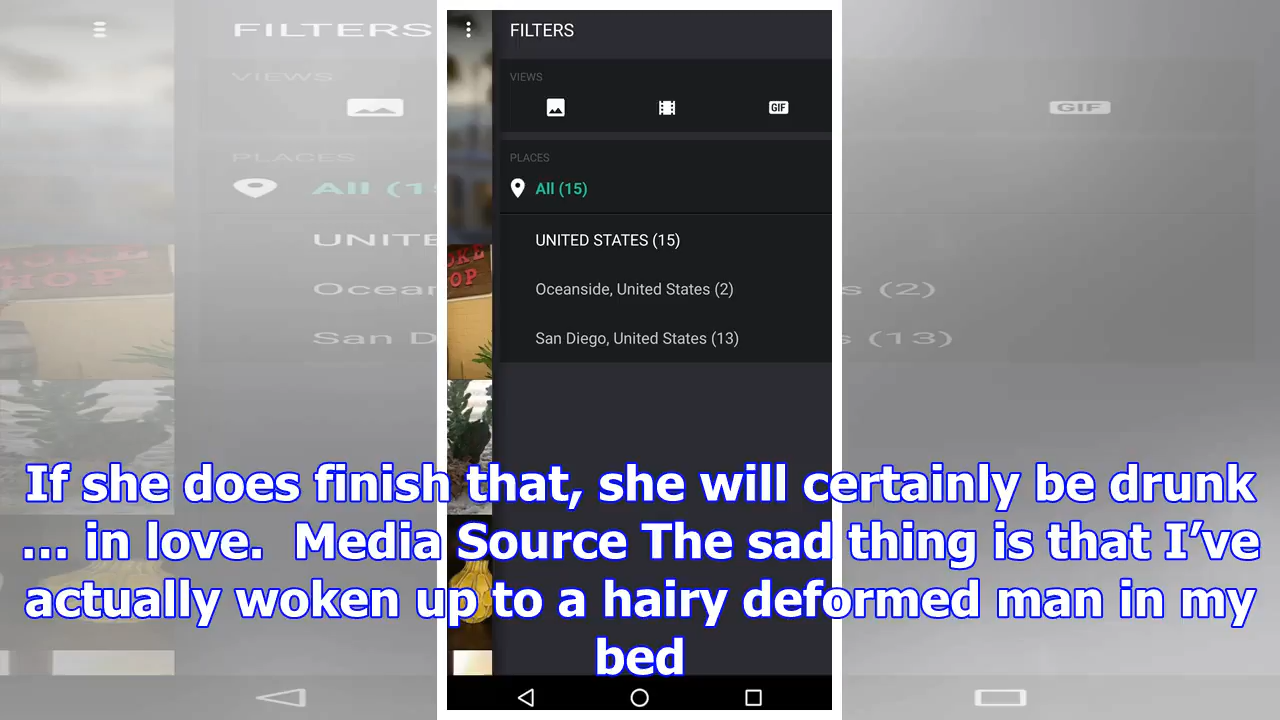 FILTERS
VIEWS
GIF
PLACES
All (15)
UNITED STATES (15)
Oceanside, United States (2)
San Diego, United States (13)
If she does finish that, she will certainly be drunk
... in love.  Media Source The sad thing is that I’ve
actually woken up to a hairy deformed man in my
bed